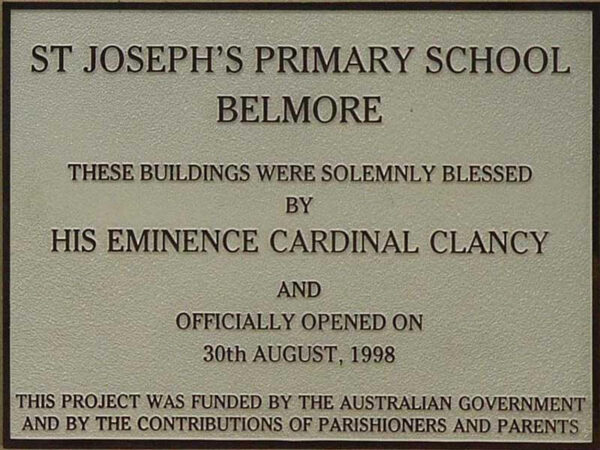 ST JOSEPH'S PRIMARY SCHOOL
BELMORE
THESE BUILDINGS WERE SOLEMNLY BLESSED
BY
HIS EMINENCE CARDINAL CLANCY
AND
OFFICIALLY OPENED ON
30th AUGUST, 1998
THIS PROJECT WAS FUNDED BY THE AUSTRALIAN GOVERNMENT
AND BY THE CONTRIBUTIONS OF PARISHIONERS AND PARENTS